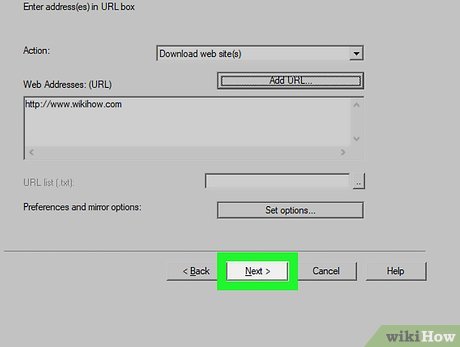 Enter address(es) in URL box
Action:
Download web site(s)
Web Addresses: (URL)
Add URL...
http://www.wikihow.com
URL list (.txt):
..
Preferences and mirror options:
Set options...
< Back
Next >
Cancel
Help
wikiHow